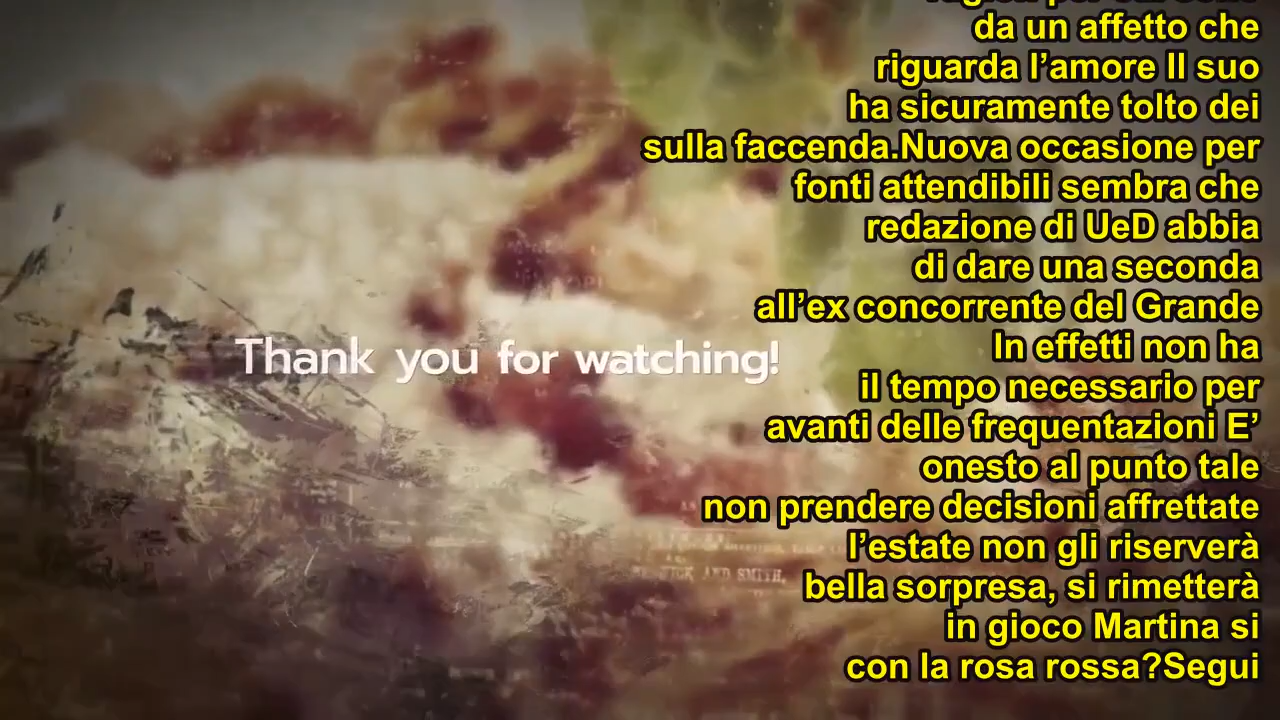 da un affetto che
riguarda l’amore Il suo
ha sicuramente tolto dei
sulla faccenda.Nuova occasione per
fonti attendibili sembra che
redazione di UeD abbia
di dare una seconda
all’ex concorrente del Grande
In effetti non ha
il tempo necessario per
avanti delle frequentazioni E’
onesto al punto tale
non prendere decisioni affrettate
l’estate non gli riserverà
bella sorpresa, si rimetterà
in gioco Martina si
con la rosa rossa?Segui
Thank you for watching!
AND SMITH,